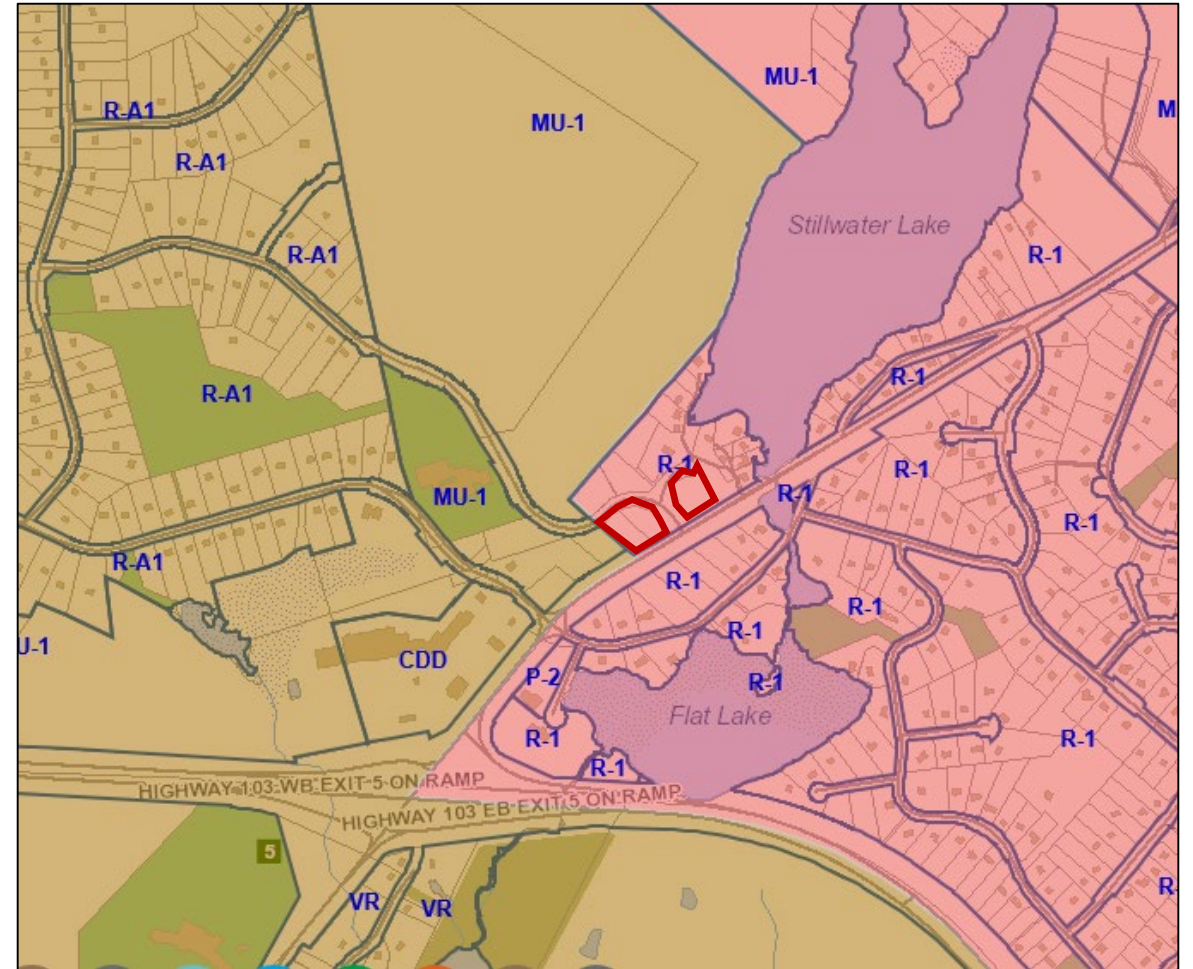 MU-1
R-A1
M
MU-1
R-A1
Stillwater Lake
R-A1
R-1
R-1
R-A1
R-1
R-1
MU-1
R-1
R-1
R-A1
R-1
R-1
R-1
U-1
CDD
P-2
R-1
Flat Lake
R-1
R-1
R-1
HIGHWAY 103 WB EXIT 5 ON RAMP
HIGHWAY 103 EB EXIT 5 ON RAMP
5
VR
VR
R